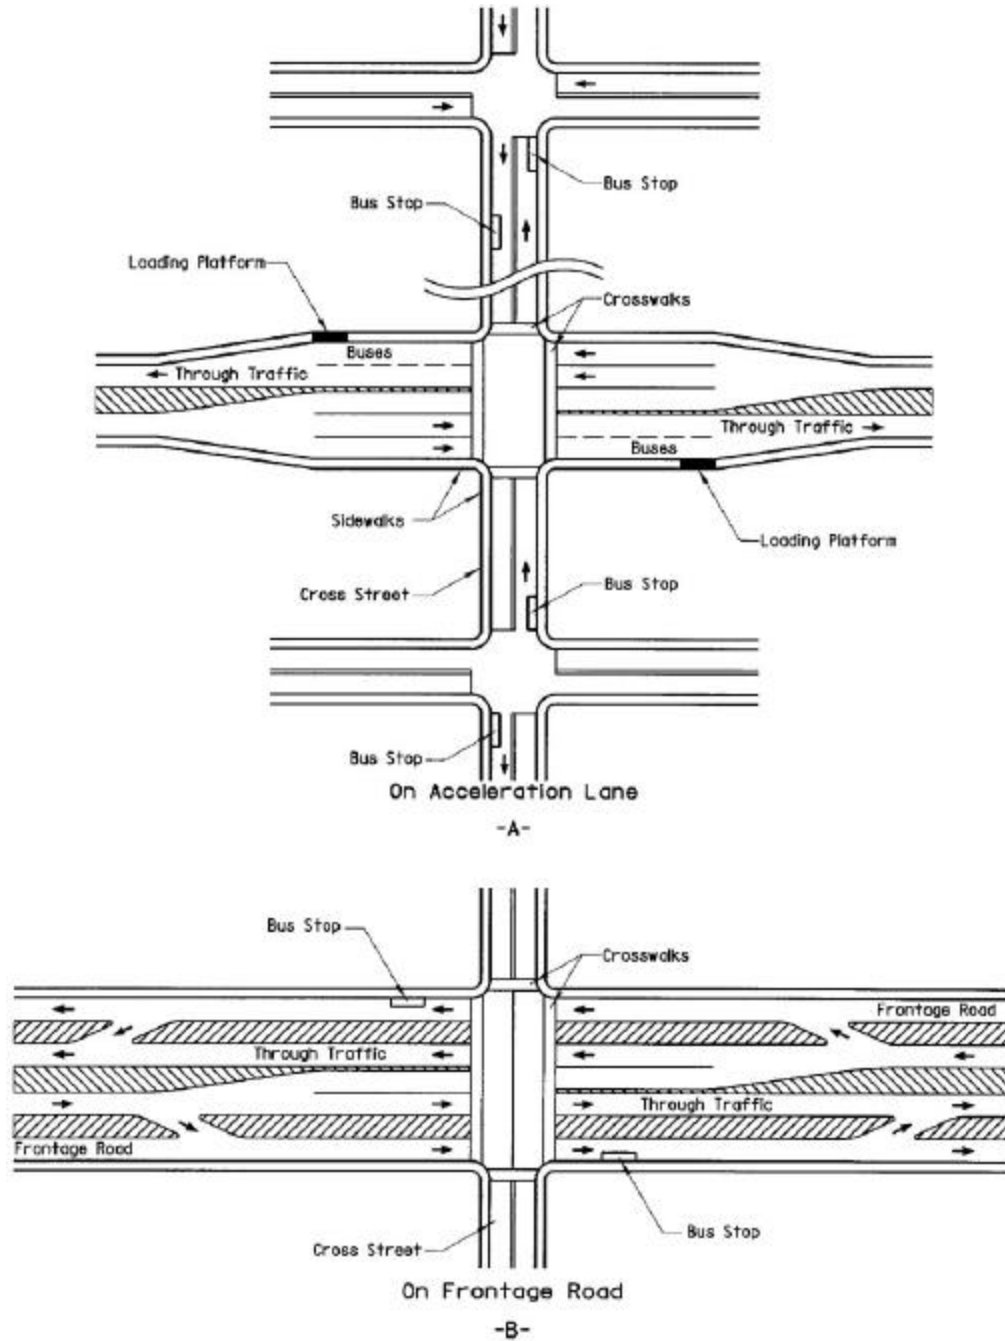 Bus Stop
Bus Stop
Loading Platform
Crosswalks
Buses
Through Traffic
Through Traffic
Buses
Sidewalks
Loading Platform
Bus Stop
Cross Street
Bus Stop
On Acceleration Lane
-A-
Bus Stop
Crosswalks
Frontage Road
Through Traffic
Through Traffic
Frontage Road
Bus Stop
Cross Street
On Frontage Road
-B-